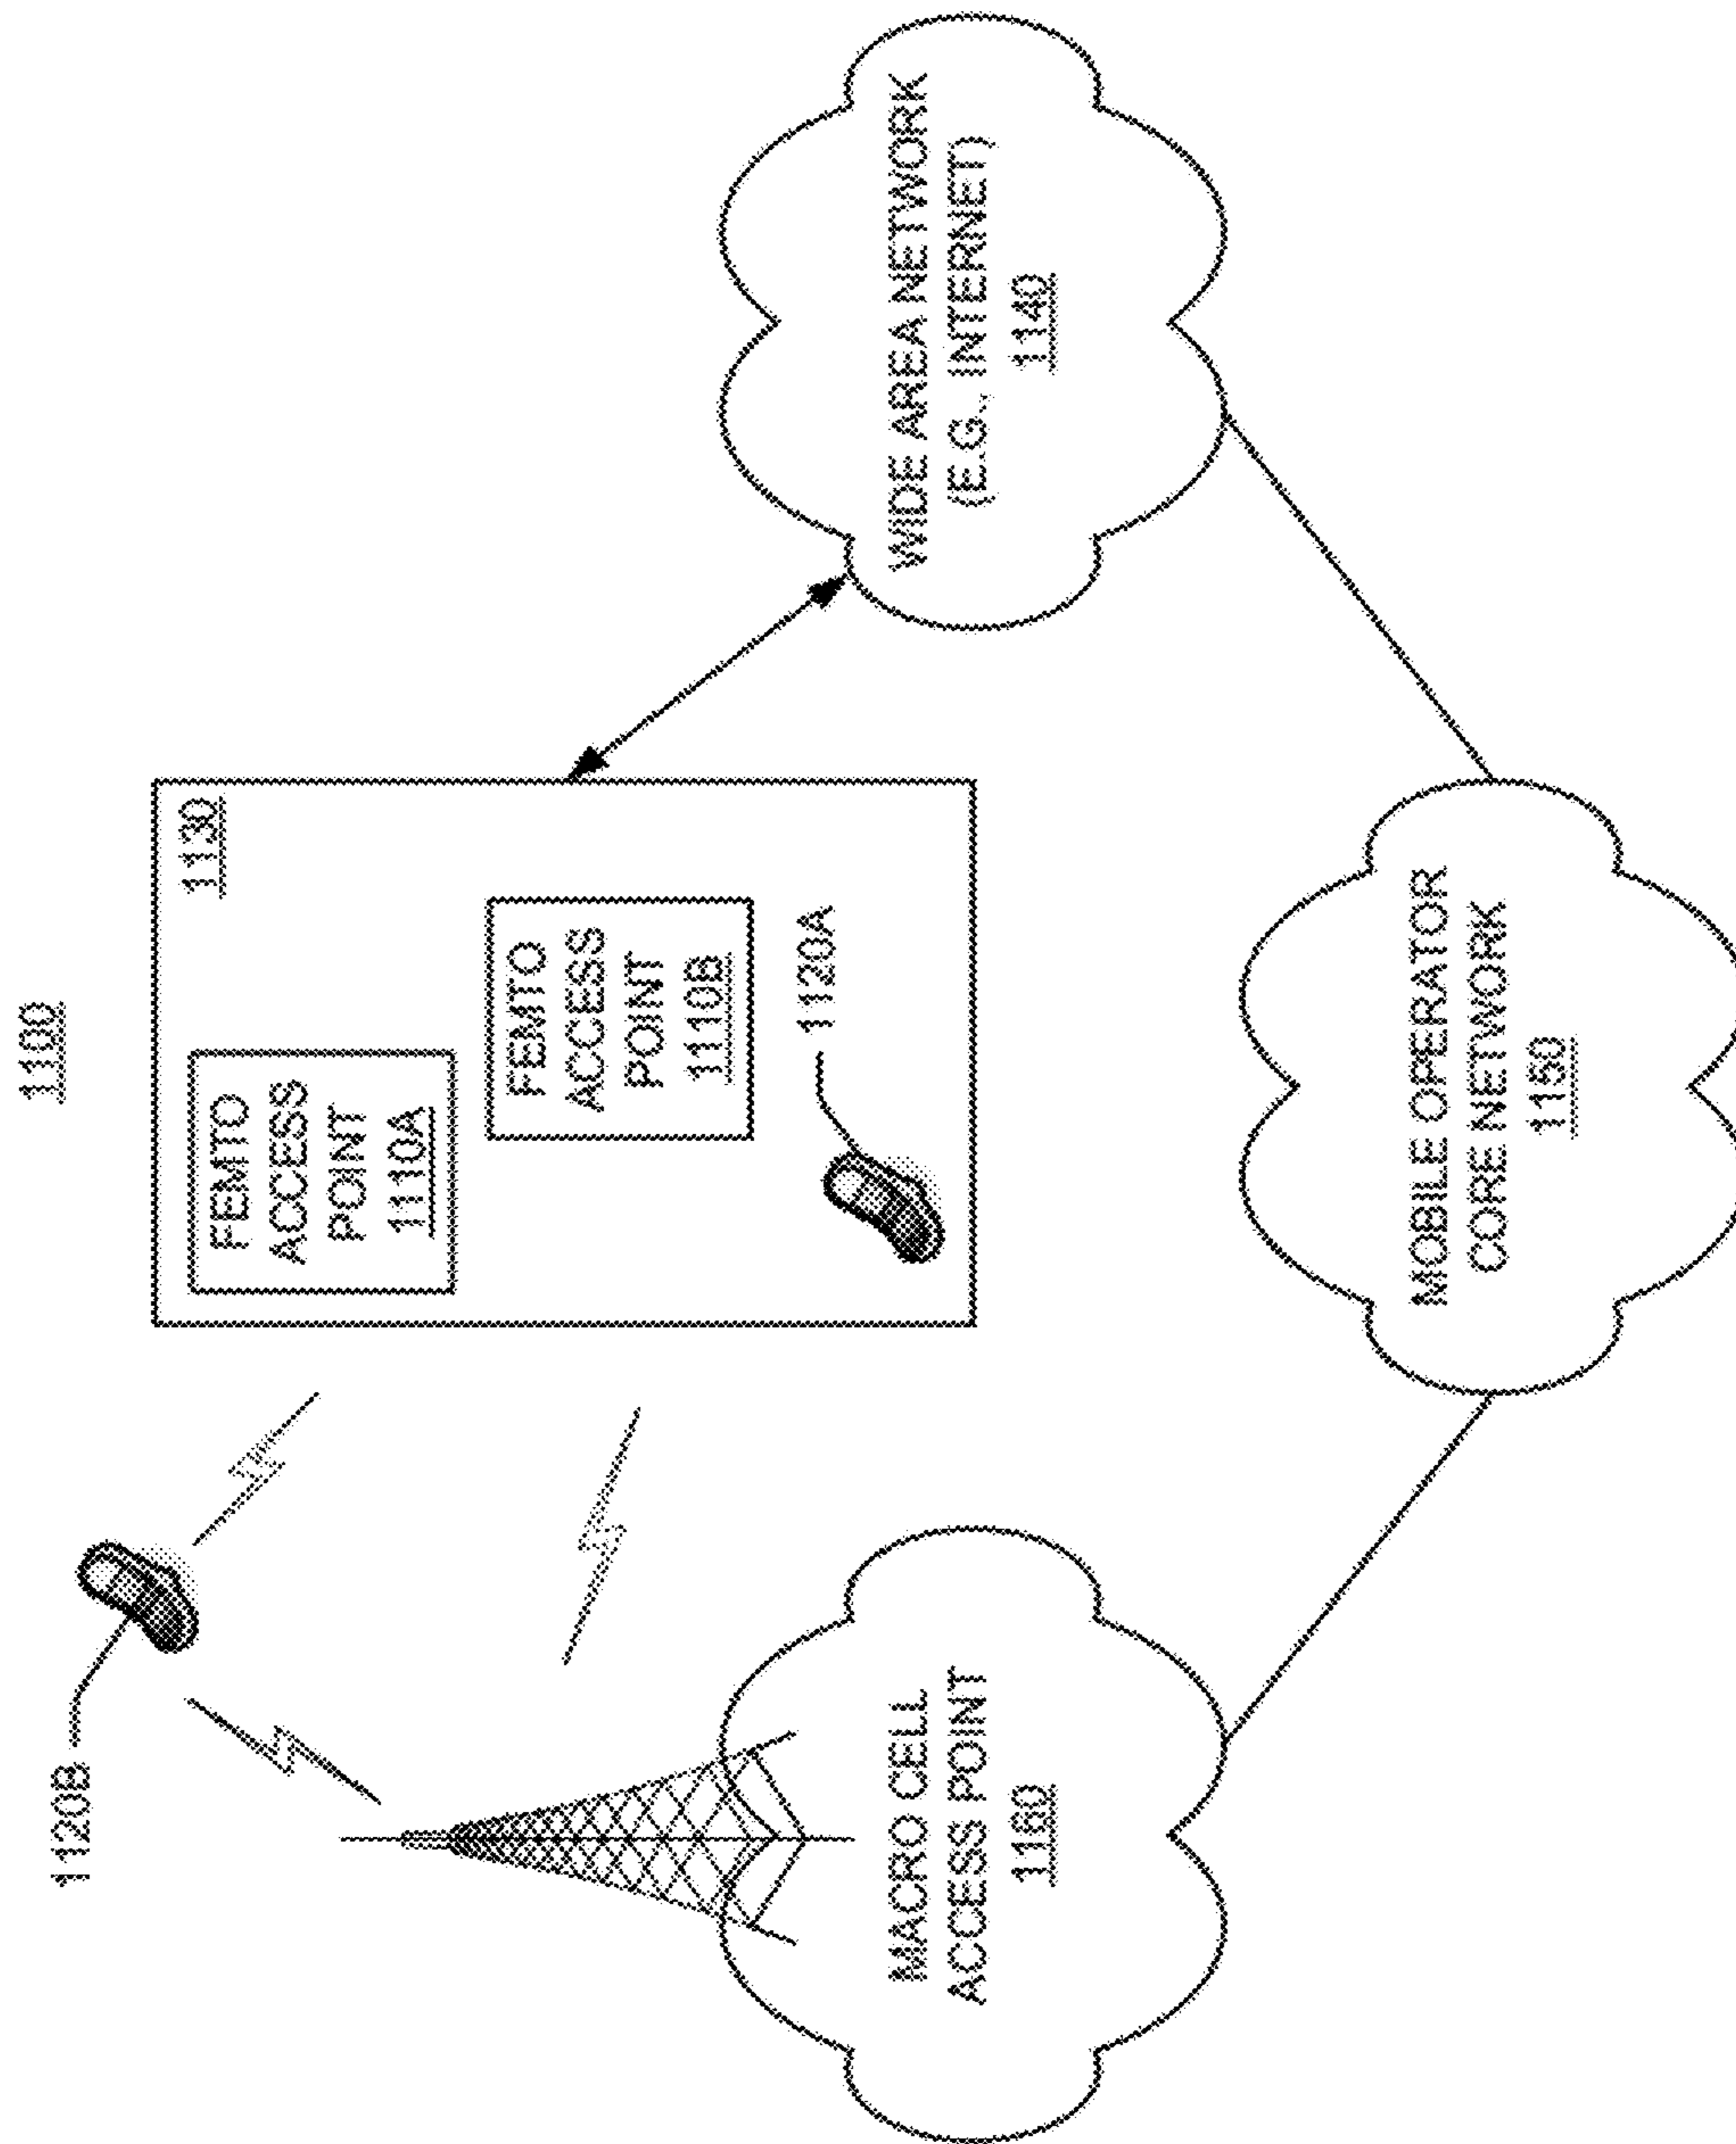 1100
1120B
1130
FEMTO
ACCESS
POINT
1110A
FEMTO
ACCESS
POINT
1110B
1120A
MACRO CELL
ACCESS POINT
1160
WIDE AREA NETWORK
(E.G., INTERNET)
1140
MOBILE OPERATOR
CORE NETWORK
1150